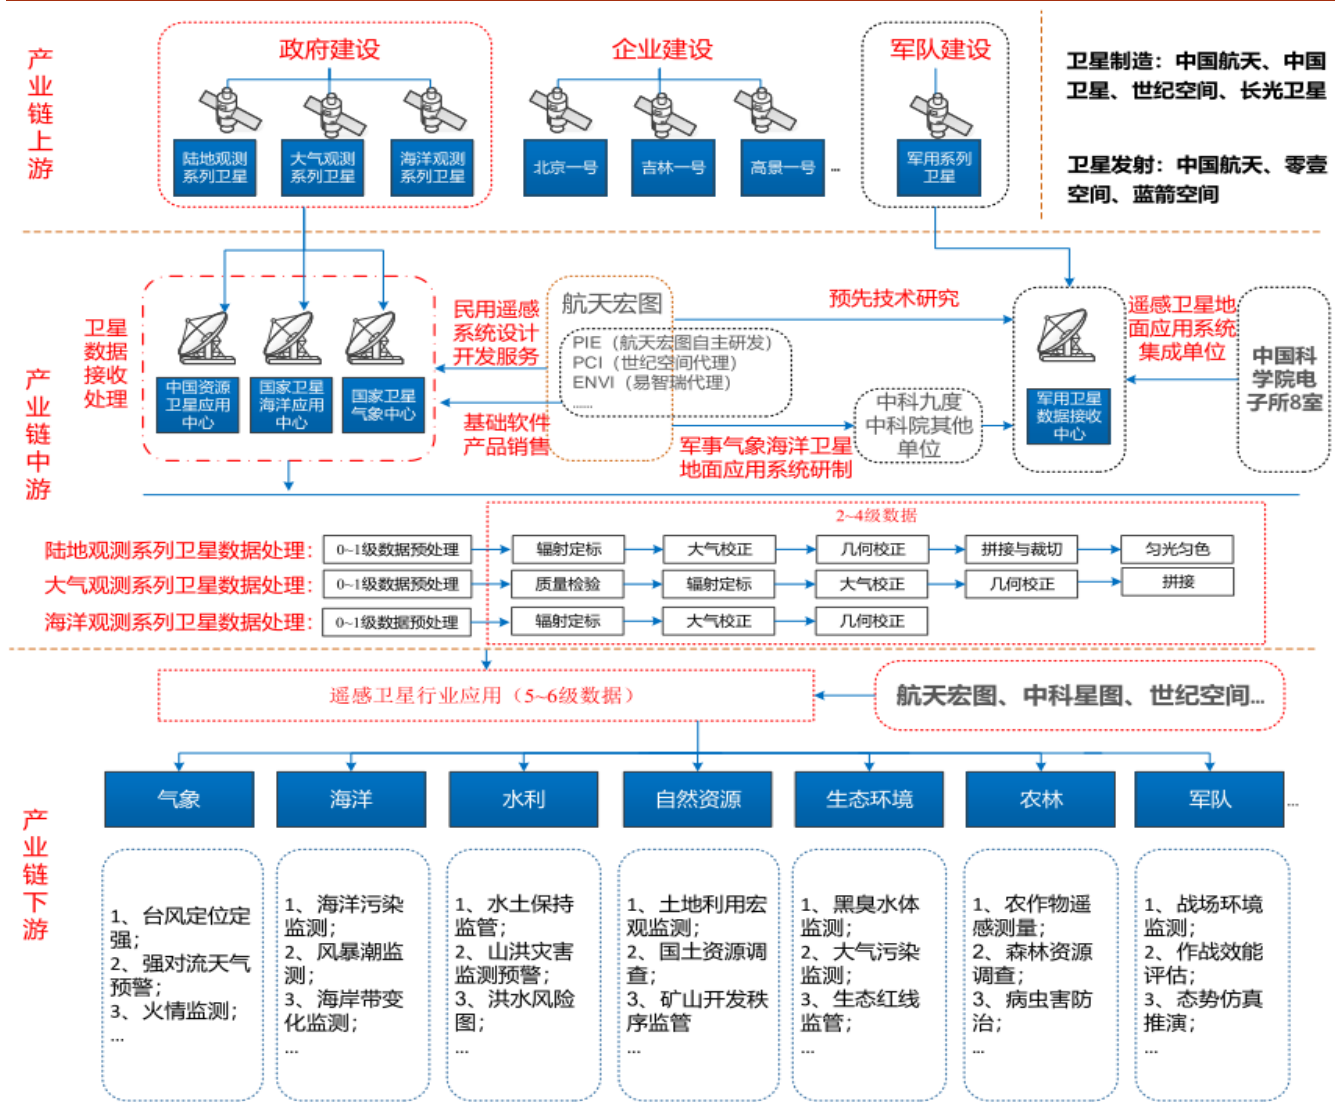 产业链上游
政府建设
企业建设
军队建设
陆地观测
系列卫星
大气观测
系列卫星
海洋观测
系列卫星
北京一号
吉林一号
高景一号
...
军用系列
卫星
卫星制造：中国航天、中国
卫星、世纪空间、长光卫星
卫星发射：中国航天、零壹
空间、蓝箭空间
产业链中游
卫星
数据
接收
处理
中国资源
卫星应用
中心
国家卫星
海洋应用
中心
国家卫星
气象中心
民用遥感
系统设计
开发服务
基础软件
产品销售
航天宏图
PIE（航天宏图自主研发）
PCI（世纪空间代理）
ENVI（易智瑞代理）
......
预先技术研究
军事气象海洋卫星
地面应用系统研制
中科九度
中科院其他
单位
军用卫星
数据接收
中心
遥感卫星地
面应用系统
集成单位
中国科
学院电
子所8室
2~4级数据
陆地观测系列卫星数据处理：
0~1级数据预处理
辐射定标
大气校正
几何校正
拼接与裁切
匀光匀色
大气观测系列卫星数据处理：
0~1级数据预处理
质量检验
辐射定标
大气校正
几何校正
拼接
海洋观测系列卫星数据处理：
0~1级数据预处理
辐射定标
大气校正
几何校正
产业链下游
遥感卫星行业应用（5~6级数据）
航天宏图、中科星图、世纪空间...
气象
海洋
水利
自然资源
生态环境
农林
军队
...
1、台风定位定
强；
2、强对流天气
预警；
3、火情监测；
...
1、海洋污染
监测；
2、风暴潮监
测；
3、海岸带变
化监测；
...
1、水土保持
监管；
2、山洪灾害
监测预警；
3、洪水风险
图；
...
1、土地利用宏
观监测；
2、国土资源调
查；
3、矿山开发秩
序监管
...
1、黑臭水体
监测；
2、大气污染
监测；
3、生态红线
监管；
...
1、农作物遥
感测量；
2、森林资源
调查；
3、病虫害防
治；
...
1、战场环境
监测；
2、作战效能
评估；
3、态势仿真
推演；
...